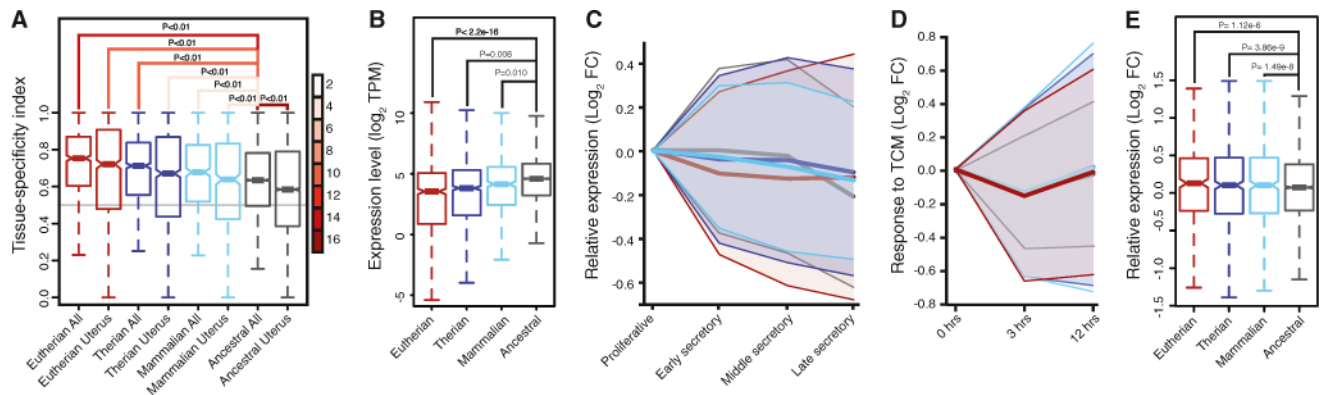 A
Tissue-specificity index
1.0
0.8
0.6
0.4
0.2
0.0
P<0.01
P<0.01
P<0.01
P<0.01
P<0.01
P<0.01 P<0.01
2
4
6
8
10
12
14
16
Eutherian All
Eutherian Uterus
Therian All
Therian Uterus
Mammalian All
Mammalian Uterus
Ancestral All
Ancestral Uterus
B
Expression level (log2 TPM)
10
5
0
-5
P< 2.2e-16
P=0.006
P=0.010
Eutherian
Therian
Mammalian
Ancestral
C
Relative expression (Log2 FC)
0.4
0.2
0.0
-0.2
-0.4
-0.6
Proliferative
Early secretory
Middle secretory
Late secretory
D
Response to TCM (Log2 FC)
0.8
0.6
0.4
0.2
0.0
-0.2
-0.4
-0.6
-0.8
0 hrs
3 hrs
12 hrs
E
Relative expression (Log2 FC)
1.5
1.0
0.5
0.0
-0.5
-1.0
-1.5
P= 1.12e-6
P= 3.86e-9
P= 1.49e-8
Eutherian
Therian
Mammalian
Ancestral